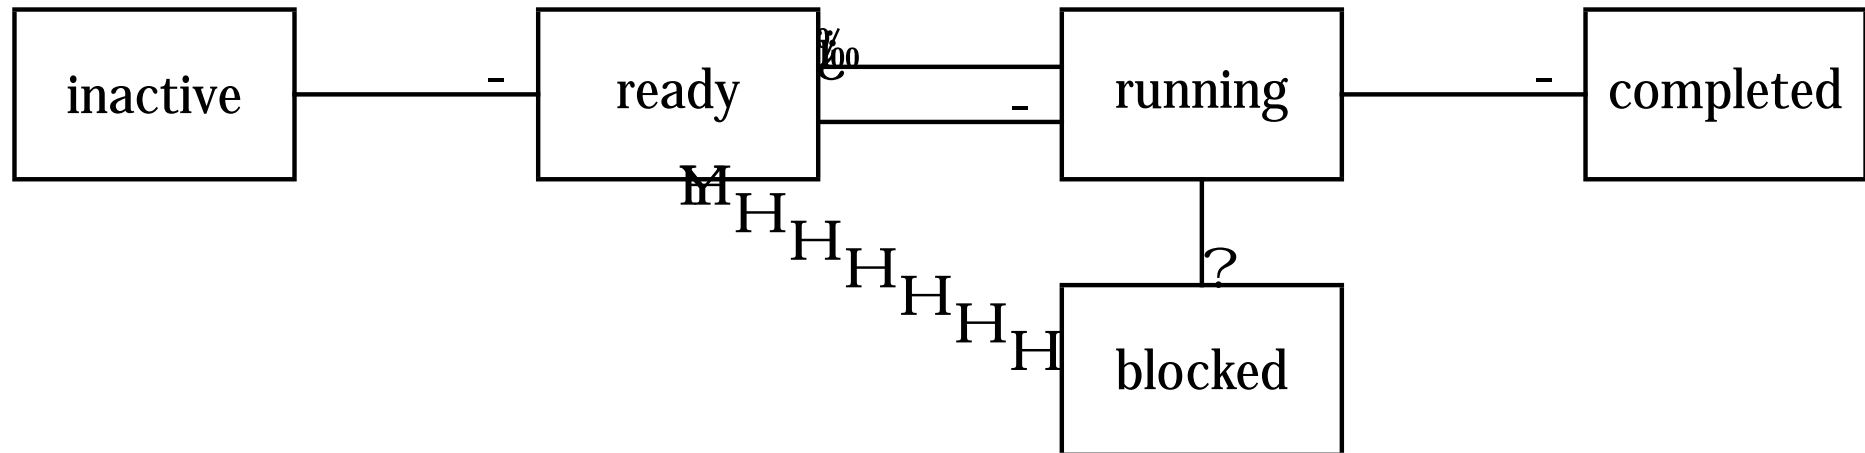 inactive
ready
running
completed
blocked